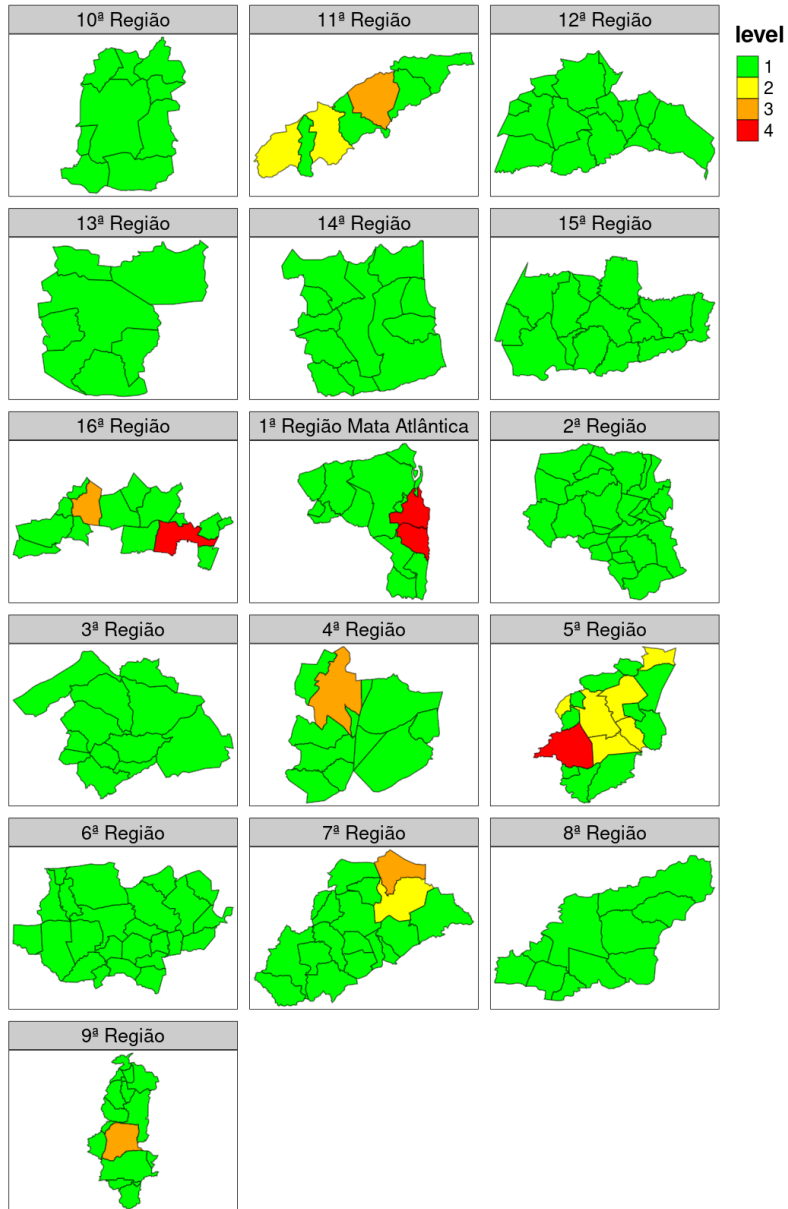 10ª Região
11ª Região
12ª Região
level
1
2
3
4
13ª Região
14ª Região
15ª Região
16ª Região
1ª Região Mata Atlântica
2ª Região
3ª Região
4ª Região
5ª Região
6ª Região
7ª Região
8ª Região
9ª Região